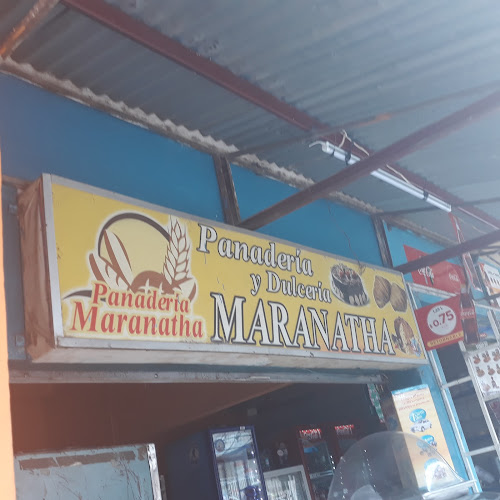 Panadería
Maranatha
Panadería
y Dulcería
MARANATHA
0.75